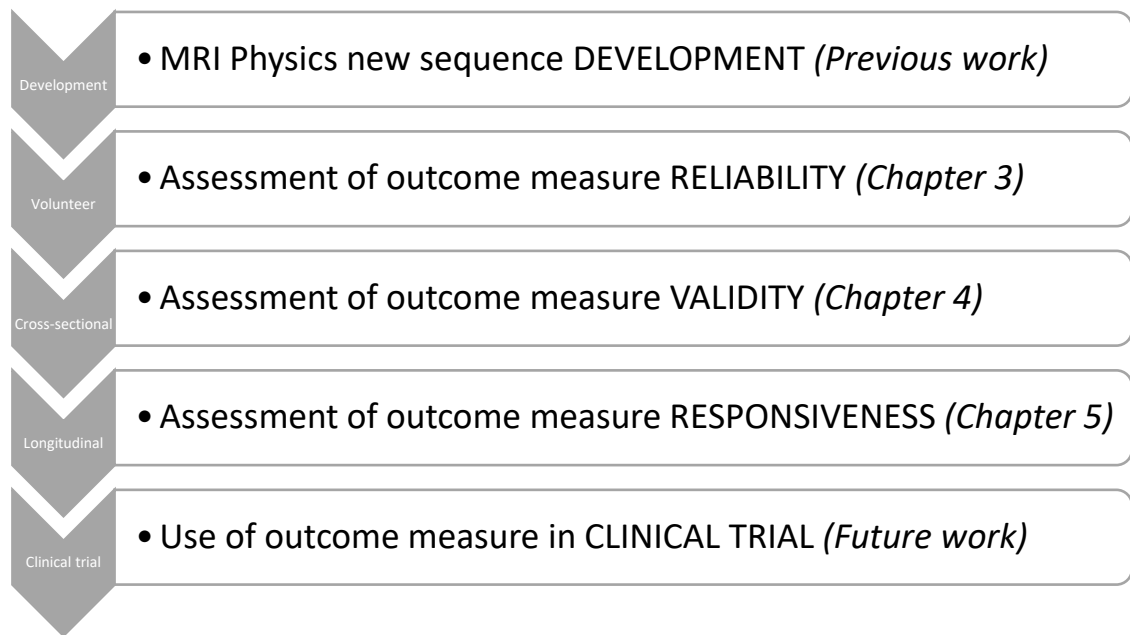 Development
• MRI Physics new sequence DEVELOPMENT (Previous work)
Volunteer
• Assessment of outcome measure RELIABILITY (Chapter 3)
Cross-sectional
• Assessment of outcome measure VALIDITY (Chapter 4)
Longitudinal
• Assessment of outcome measure RESPONSIVENESS (Chapter 5)
Clinical trial
• Use of outcome measure in CLINICAL TRIAL (Future work)